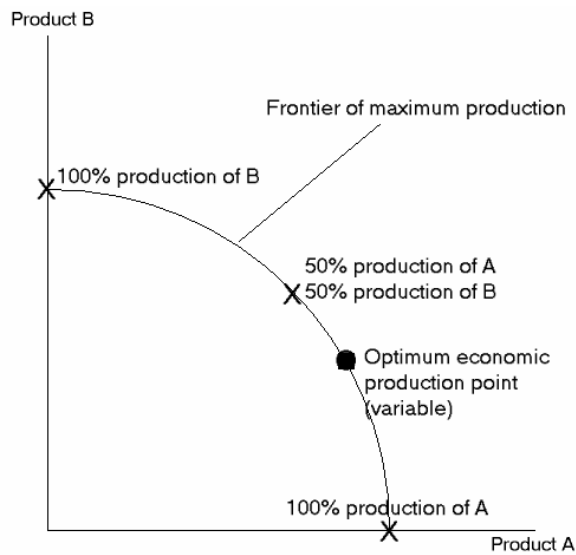 Product B
Frontier of maximum production
100% production of B
50% production of A
50% production of B
Optimum economic
production point
(variable)
100% production of A
Product A